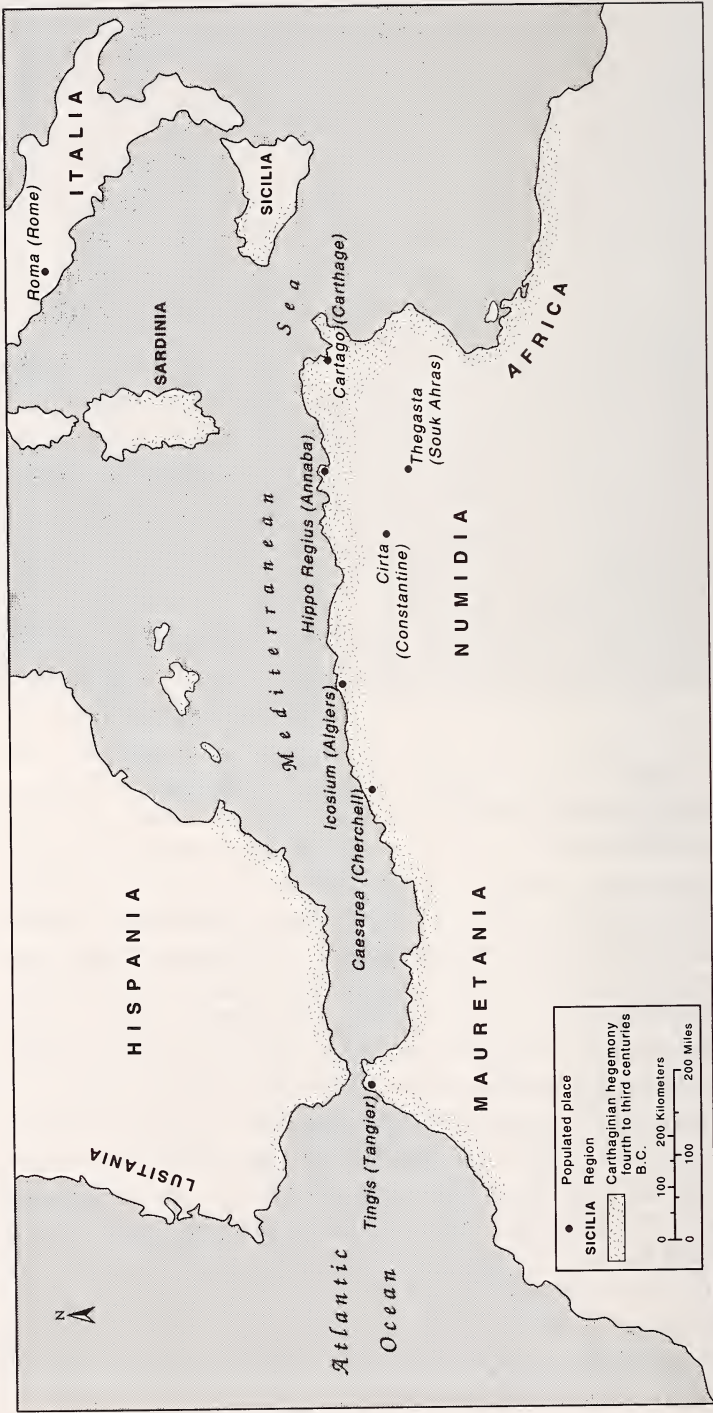 ITALIA
Roma (Rome)
SICILIA
SARDINIA
Mediterranean
Sea
Cartago (Carthage)
AFRICA
Hippo Regius (Annaba)
Thegasta
(Souk Ahras)
Cirta
(Constantine)
NUMIDIA
Icosium (Algiers)
Caesarea (Cherchell)
HISPANIA
MAURETANIA
LUSITANIA
Tingis (Tangier)
Atlantic
Ocean
N
Populated place
SICILIA Region
Carthaginian hegemony
fourth to third centuries
B.C.
0 100 200 Kilometers
0 100 200 Miles